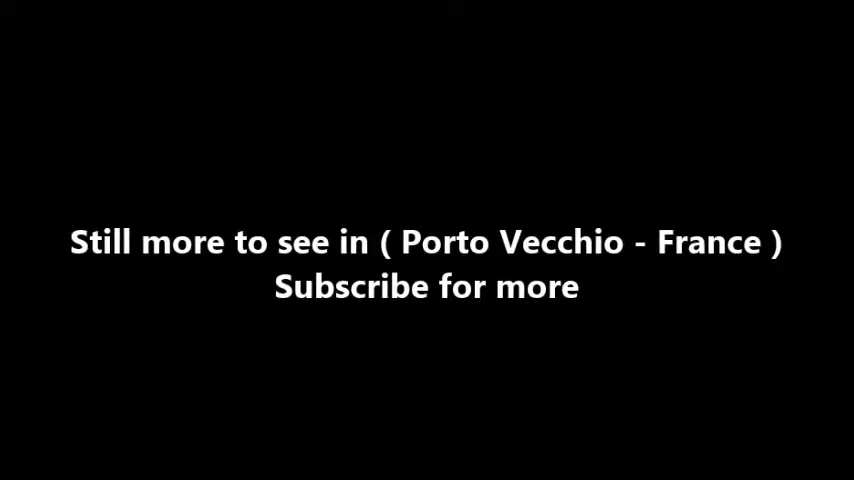 Still more to see in ( Porto Vecchio - France )
Subscribe for more